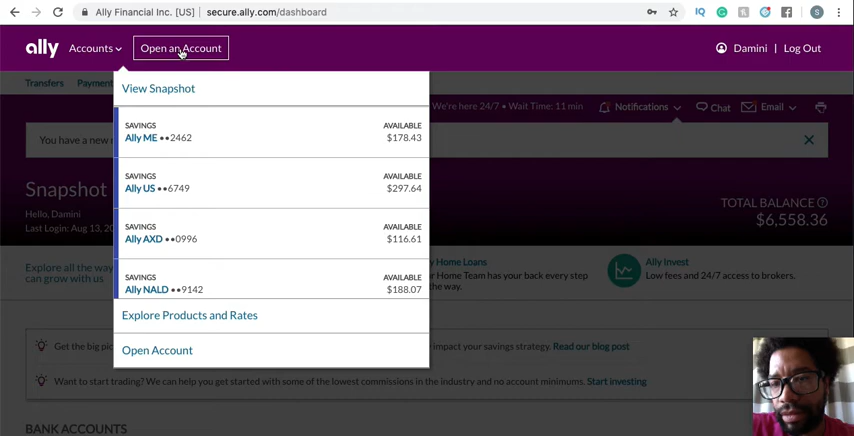 Ally Financial Inc. [US] | secure.ally.com/dashboard
IQ
S
ally Accounts Open an Account Damini | Log Out
Transfers Payment
We're here 24/7 • Wait Time: 11 min Notifications Chat Email
View Snapshot
You have a new
SAVINGS AVAILABLE
Ally ME ••2462 $178.43
SAVINGS AVAILABLE
Ally US ••6749 $297.64
SAVINGS AVAILABLE
Ally AXD ••0996 $116.61
SAVINGS AVAILABLE
Ally NALD ••9142 $188.07
Explore Products and Rates
Open Account
Snapshot
Hello, Damini
Last Login: Aug 13, 20
TOTAL BALANCE
$6,558.36
Explore all the way
can grow with us
Home Loans
Home Team has your back every step
the way.
Ally Invest
Low fees and 24/7 access to brokers.
Get the big pic impact your savings strategy. Read our blog post
Want to start trading? We can help you get started with some of the lowest commissions in the industry and no account minimums. Start investing
BANK ACCOUNTS